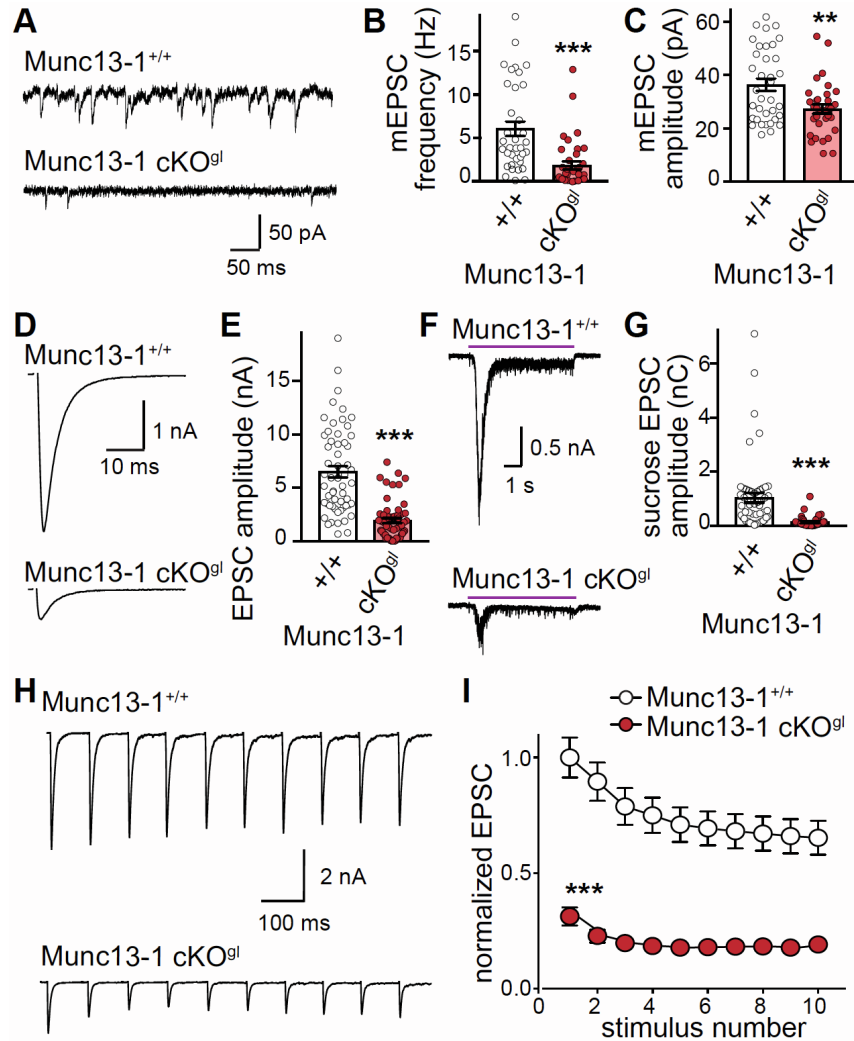 A
Munc13-1+/+
Munc13-1 cKOgl
50 pA
50 ms
B
mEPSC
frequency (Hz)
15
10
5
0
***
+/+
cKOgl
Munc13-1
C
mEPSC
amplitude (pA)
60
40
20
0
**
+/+
cKOgl
Munc13-1
D
Munc13-1+/+
1 nA
10 ms
Munc13-1 cKOgl
E
EPSC amplitude (nA)
15
10
5
0
***
+/+
cKOgl
Munc13-1
F
Munc13-1+/+
0.5 nA
1 s
Munc13-1 cKOgl
G
sucrose EPSC
amplitude (nC)
6
4
2
0
***
+/+
cKOgl
Munc13-1
H
Munc13-1+/+
2 nA
100 ms
Munc13-1 cKOgl
I
Munc13-1+/+
Munc13-1 cKOgl
normalized EPSC
1.0
0.5
0.0
***
0 2 4 6 8 10
stimulus number